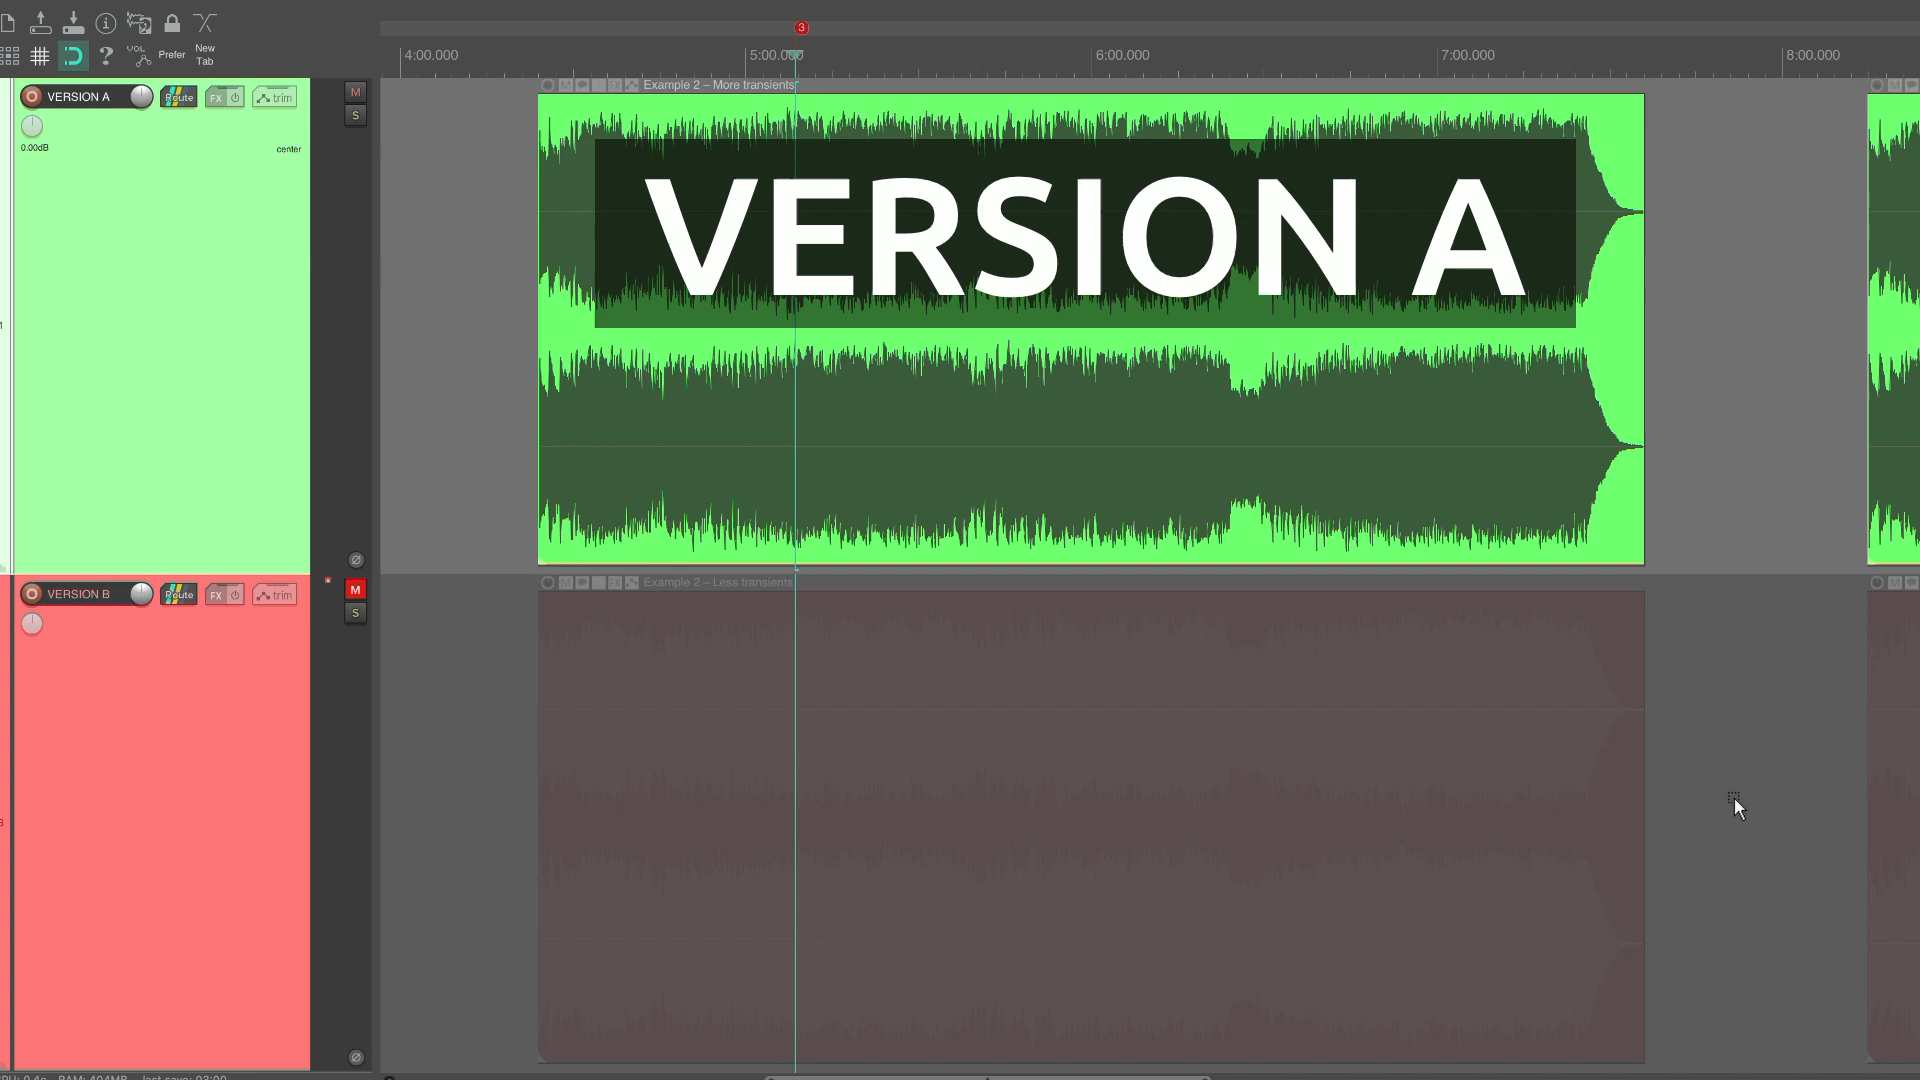 3
4:00.000
5:00.000
6:00.000
7:00.000
8:00.000
VOL
Prefer
New
Tab
Example 2 – More transients
VERSION A
Route
FX
trim
M
S
0.00dB
center
VERSION A
Example 2 – Less transients
VERSION B
Route
FX
trim
M
S